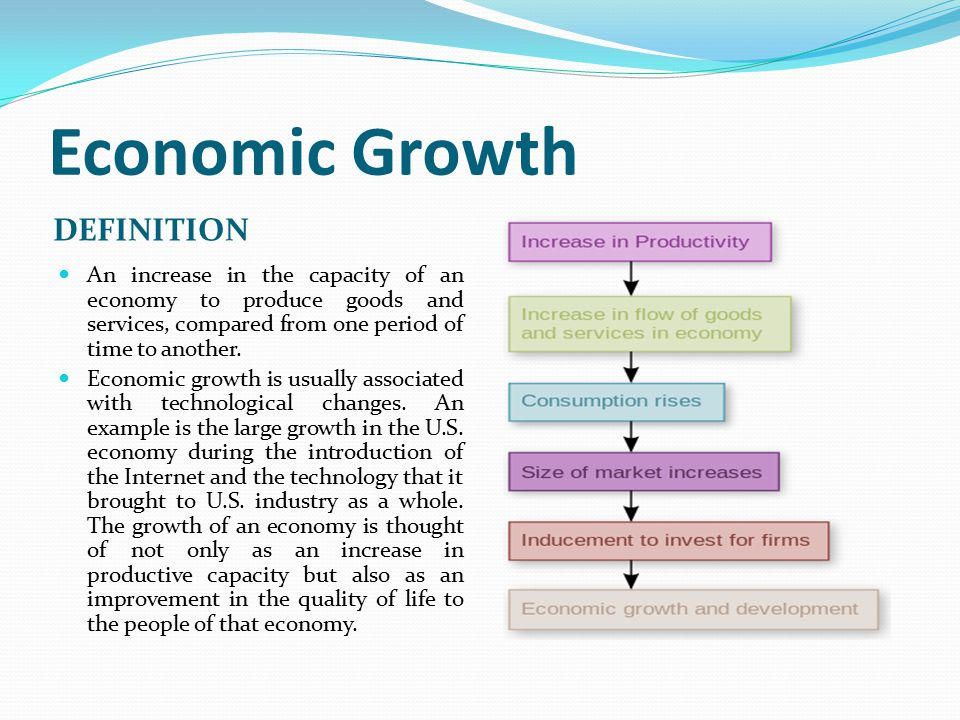 Economic Growth
DEFINITION
An increase in the capacity of an
economy to produce goods and
services, compared from one period of
time to another.
Economic growth is usually associated
with technological changes. An
example is the large growth in the U.S.
economy during the introduction of
the Internet and the technology that it
brought to U.S. industry as a whole.
The growth of an economy is thought
of not only as an increase in
productive capacity but also as an
improvement in the quality of life to
the people of that economy.
Increase in Productivity
Increase in flow of goods
and services in economy
Consumption rises
Size of market increases
Inducement to invest for firms
Economic growth and development